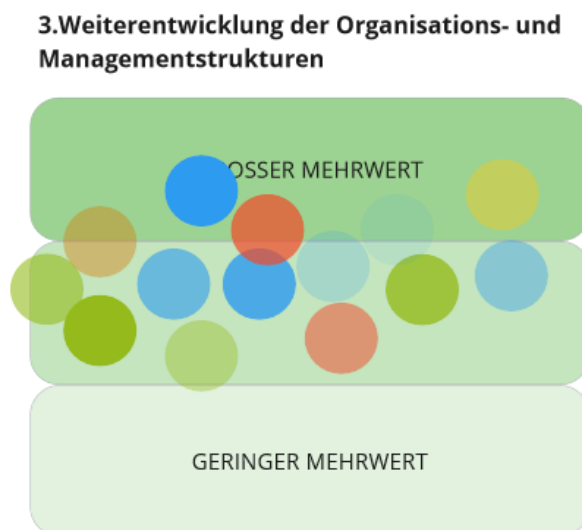 3.Weiterentwicklung der Organisations- und
Managementstrukturen
OSSER MEHRWERT
GERINGER MEHRWERT